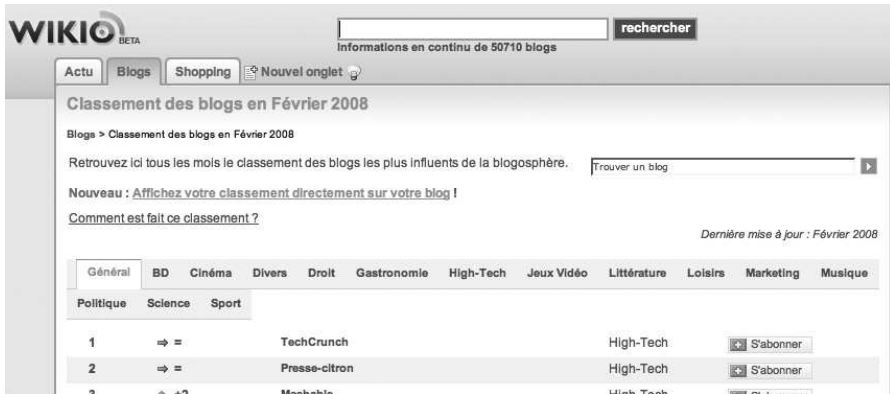 WIKIO BETA
rechercher
Informations en continu de 50710 blogs
Actu Blogs Shopping Nouvel onglet
Classement des blogs en Février 2008
Blogs > Classement des blogs en Février 2008
Retrouvez ici tous les mois le classement des blogs les plus influents de la blogosphère. Trouver un blog
Nouveau : Affichez votre classement directement sur votre blog !
Comment est fait ce classement ?
Dernière mise à jour : Février 2008
Général BD Cinéma Divers Droit Gastronomie High-Tech Jeux Vidéo Littérature Loisirs Marketing Musique
Politique Science Sport
1 ⇒ = TechCrunch High-Tech S'abonner
2 ⇒ = Presse-citron High-Tech S'abonner